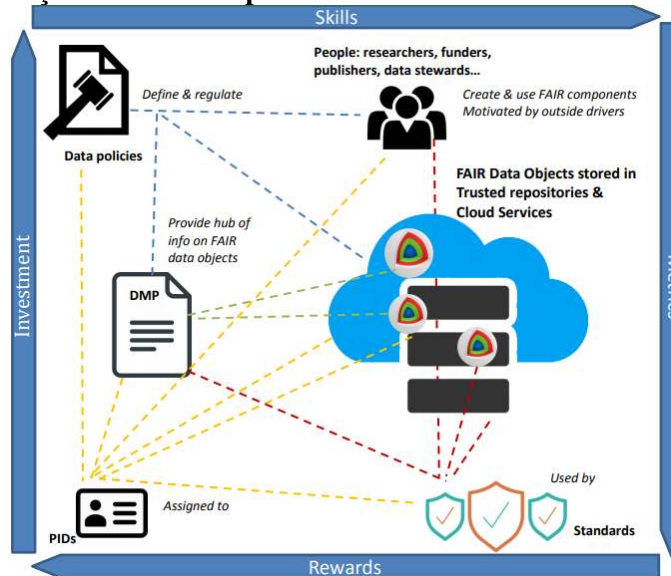 Skills
People: researchers, funders,
publishers, data stewards...
Define & regulate
Create & use FAIR components
Motivated by outside drivers
Data policies
FAIR Data Objects stored in
Trusted repositories &
Cloud Services
Provide hub of
info on FAIR
data objects
Investment
DMP
Used by
Assigned to
PIDs
Standards
Rewards